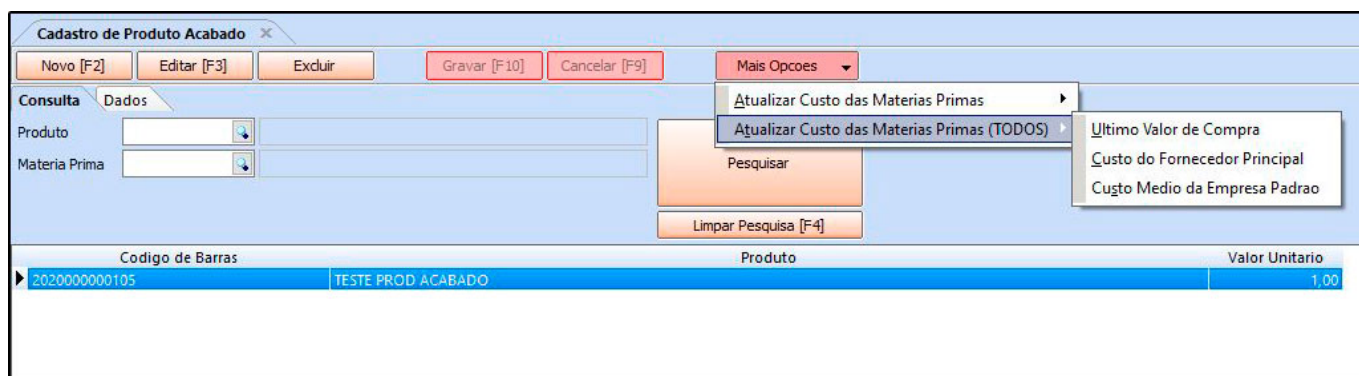 Cadastro de Produto Acabado
Novo [F2] Editar [F3] Excluir Gravar [F10] Cancelar [F9] Mais Opcoes
Consulta Dados
Atualizar Custo das Materias Primas
Produto
Atualizar Custo das Materias Primas (TODOS)
Ultimo Valor de Compra
Materia Prima
Pesquisar
Custo do Fornecedor Principal
Custo Medio da Empresa Padrao
Limpar Pesquisa [F4]
Codigo de Barras Produto Valor Unitario
2020000000105 TESTE PROD ACABADO 1,00